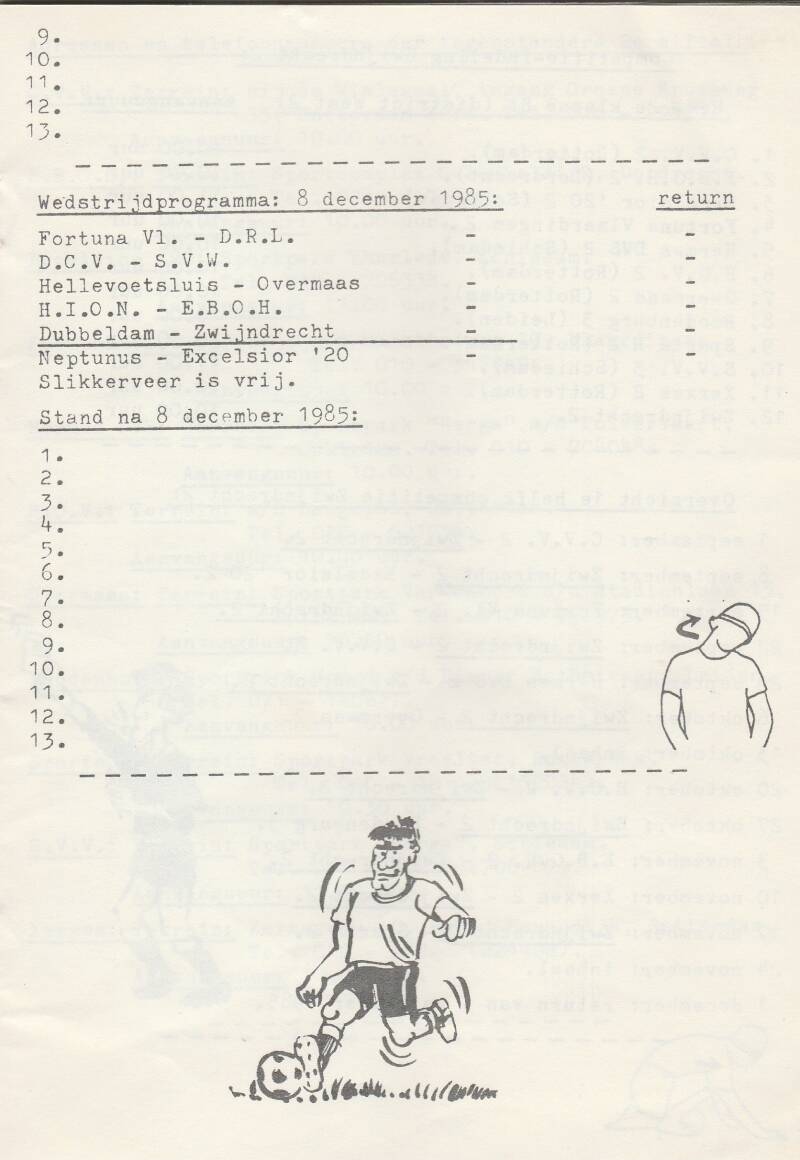 9.
10.
11.
12.
13.
Wedstrijdprogramma: 8 december 1985: return
Fortuna Vl. - D.R.L. - -
D.C.V. - S.V.W. - -
Hellevoetsluis - Overmaas - -
H.I.O.N. - E.B.O.H. - -
Dubbeldam - Zwijndrecht - -
Neptunus - Excelsior '20 - -
Slikkerveer is vrij.
Stand na 8 december 1985:
1.
2.
3.
4.
5.
6.
7.
8.
9.
10.
11.
12.
13.